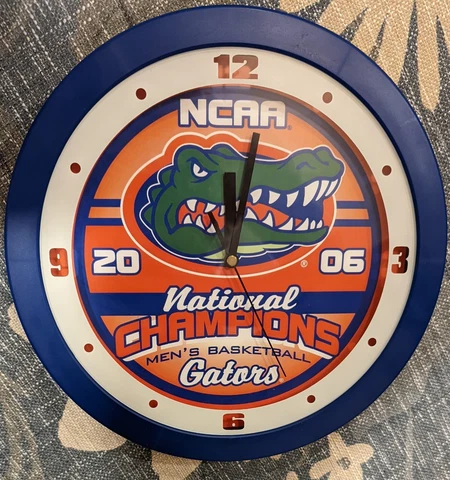 12
NCAA
®
9 20 06 3
National
CHAMPIONS
MEN'S BASKETBALL
Gators
6